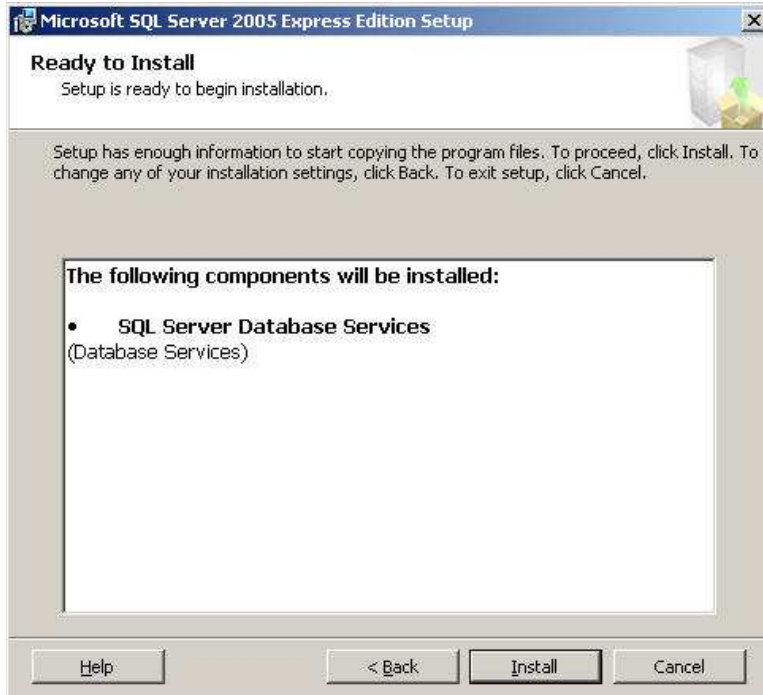 Microsoft SQL Server 2005 Express Edition Setup
Ready to Install
Setup is ready to begin installation.
Setup has enough information to start copying the program files. To proceed, click Install. To
change any of your installation settings, click Back. To exit setup, click Cancel.
The following components will be installed:
• SQL Server Database Services
(Database Services)
Help
< Back
Install
Cancel